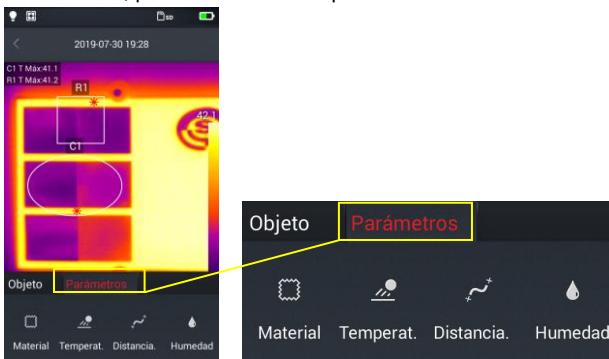 SD
2019-07-30 19:28
C1 T Máx:41.1
R1 T Máx:41.2
R1
42.1
C1
Objeto Parámetros
Material Temperat. Distancia. Humedad
Objeto Parámetros
Material Temperat. Distancia. Humedad